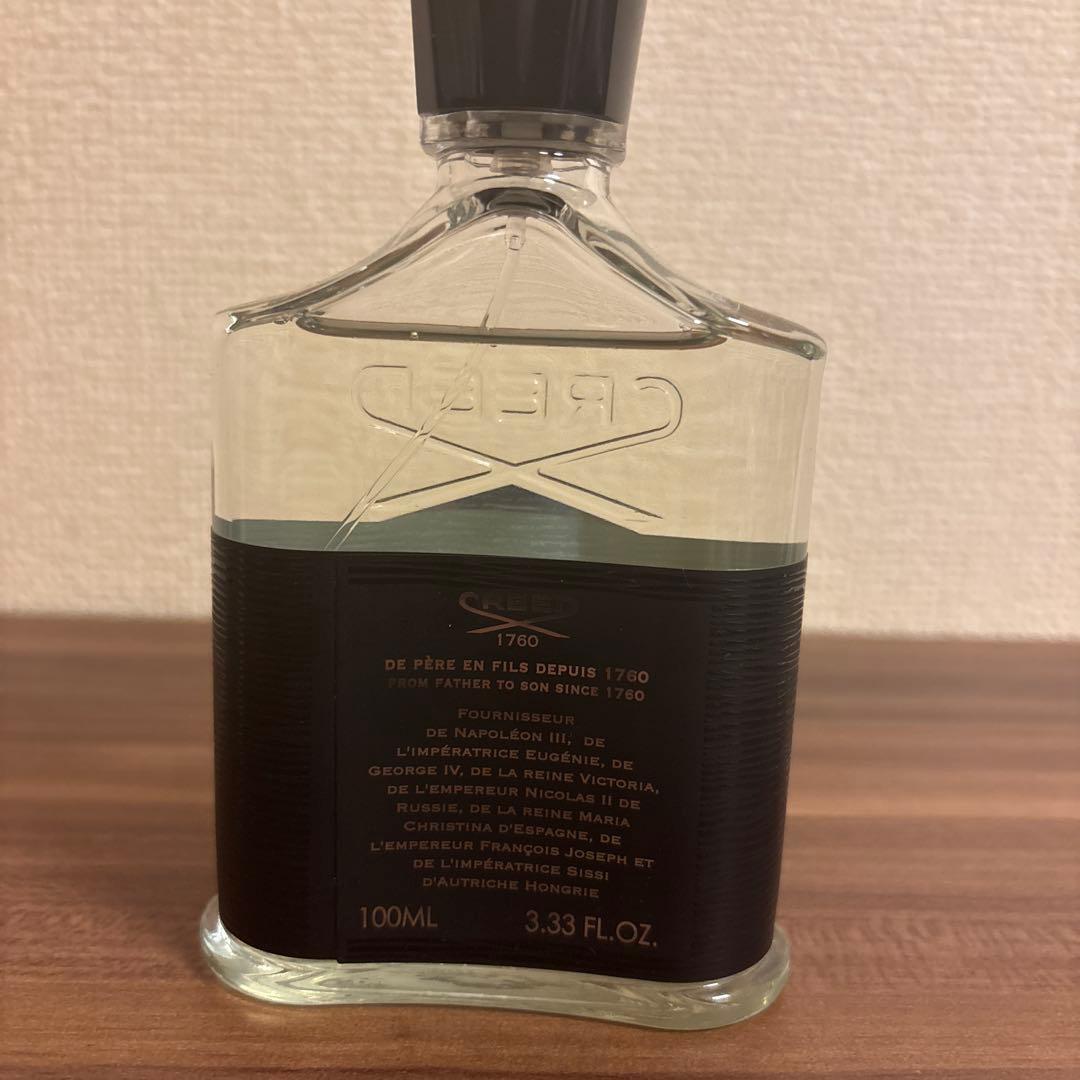 CREED
CREED
1760
DE PÈRE EN FILS DEPUIS 1760
FROM FATHER TO SON SINCE 1760
FOURNISSEUR
DE NAPOLÉON III, DE
L'IMPÉRATRICE EUGÉNIE, DE
GEORGE IV, DE LA REINE VICTORIA,
DE L'EMPEREUR NICOLAS II DE
RUSSIE, DE LA REINE MARIA
CHRISTINA D'ESPAGNE, DE
L'EMPEREUR FRANÇOIS JOSEPH ET
DE L'IMPÉRATRICE SISSI
D'AUTRICHE HONGRIE
100ML 3.33 FL.OZ.